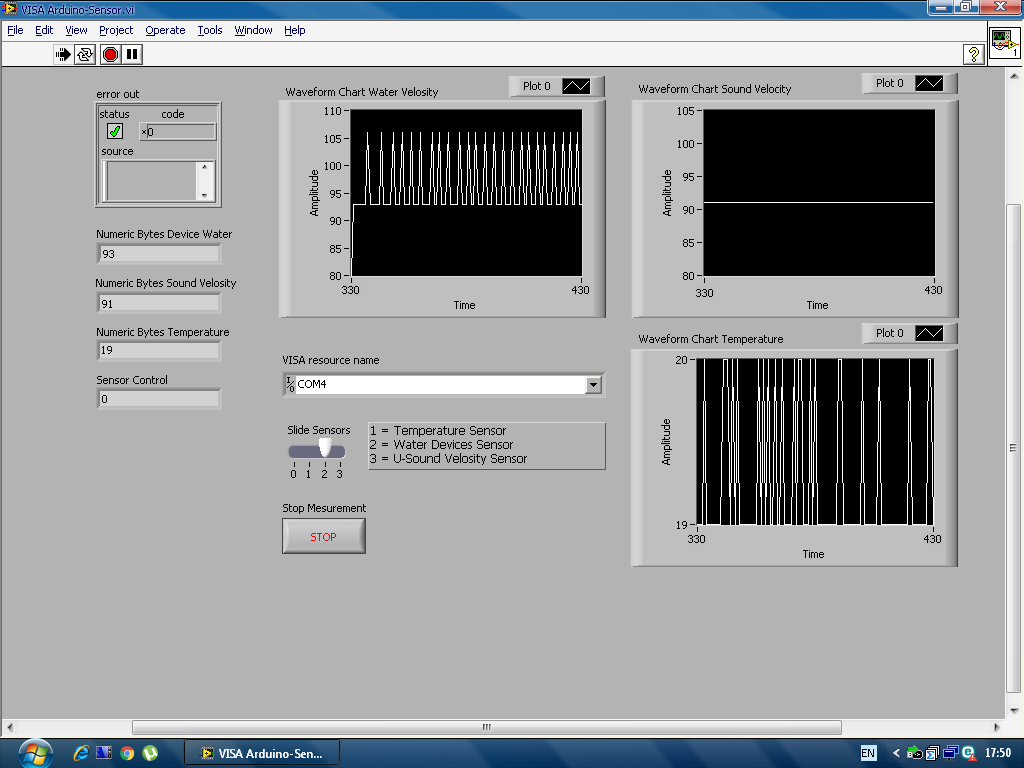 VISA Arduino-Sensor.vi
File Edit View Project Operate Tools Window Help
1
error out
status code
×0
source
Numeric Bytes Device Water
93
Numeric Bytes Sound Velosity
91
Numeric Bytes Temperature
19
Sensor Control
0
Waveform Chart Water Velosity
Plot 0
110
105
100
95
90
85
80
Amplitude
330 430
Time
Waveform Chart Sound Velocity
Plot 0
105
100
95
90
85
80
Amplitude
330 430
Time
VISA resource name
I/O COM4
Slide Sensors
0 1 2 3
1 = Temperature Sensor
2 = Water Devices Sensor
3 = U-Sound Velosity Sensor
Stop Mesurement
STOP
Waveform Chart Temperature
Plot 0
20
19
Amplitude
330 430
Time
VISA Arduino-Sen...
EN
17:50